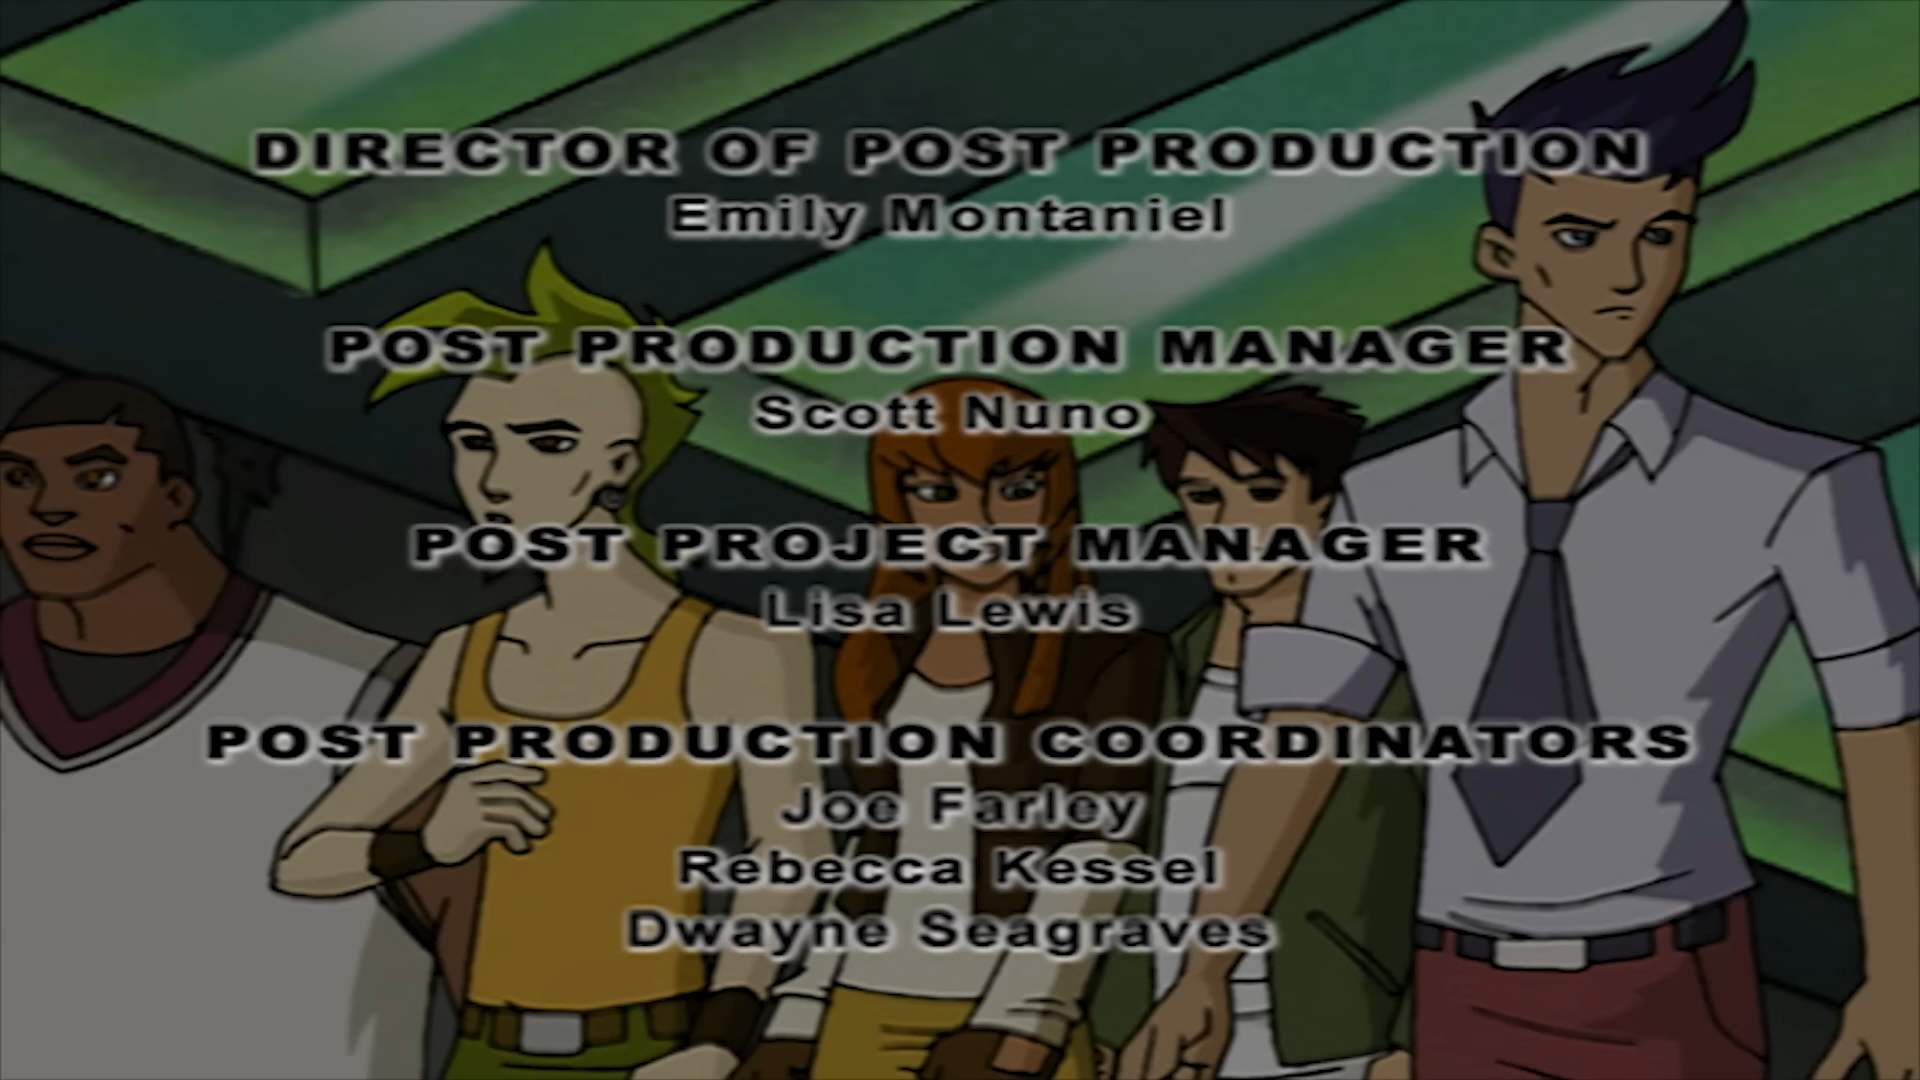 DIRECTOR OF POST PRODUCTION
Emily Montaniel
POST PRODUCTION MANAGER
Scott Nuno
POST PROJECT MANAGER
Lisa Lewis
POST PRODUCTION COORDINATORS
Joe Farley
Rebecca Kessel
Dwayne Seagraves